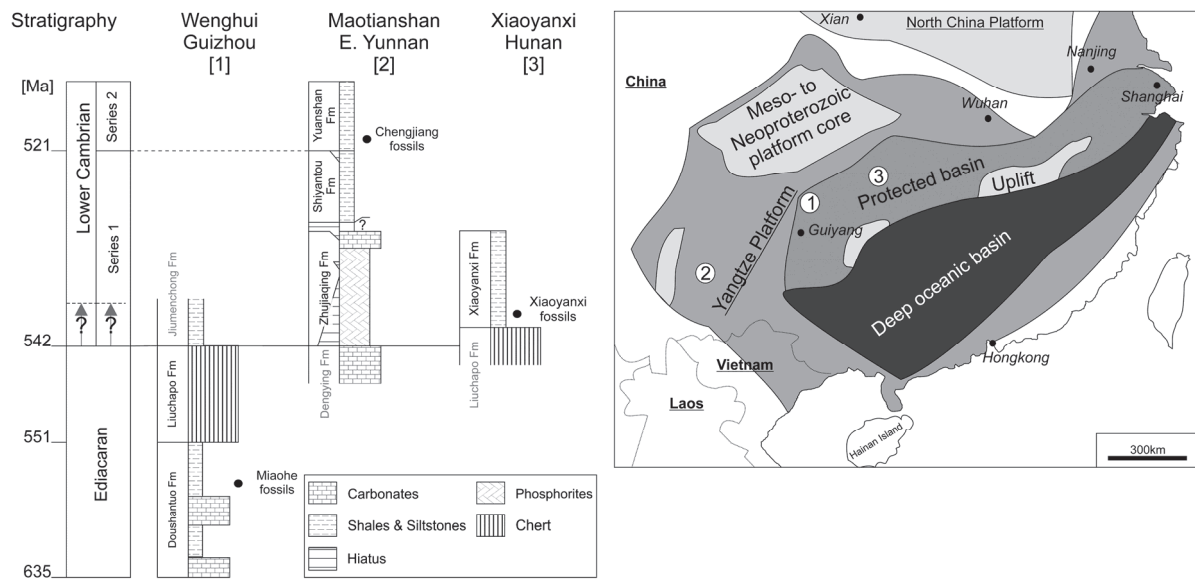 Stratigraphy
Wenghui
Guizhou
[1]
Maotianshan
E. Yunnan
[2]
Xiaoyanxi
Hunan
[3]
[Ma]
521
542
551
635
Lower Cambrian
Series 2
Series 1
?
?
Ediacaran
Jiumenchong Fm
Liuchapo Fm
Doushantuo Fm
Miaohe
fossils
Yuanshan
Fm
Shiyantou
Fm
?
Zhujiaqing Fm
Dengying Fm
Chengjiang
fossils
Xiaoyanxi Fm
Liuchapo Fm
Xiaoyanxi
fossils
Carbonates
Phosphorites
Shales & Siltstones
Chert
Hiatus
Xian
North China Platform
Nanjing
China
Shanghai
Wuhan
Meso- to
Neoproterozoic
platform core
3
Protected basin
Uplift
1
Guiyang
2
Yangtze Platform
Deep oceanic basin
Hongkong
Vietnam
Laos
Hainan Island
300km